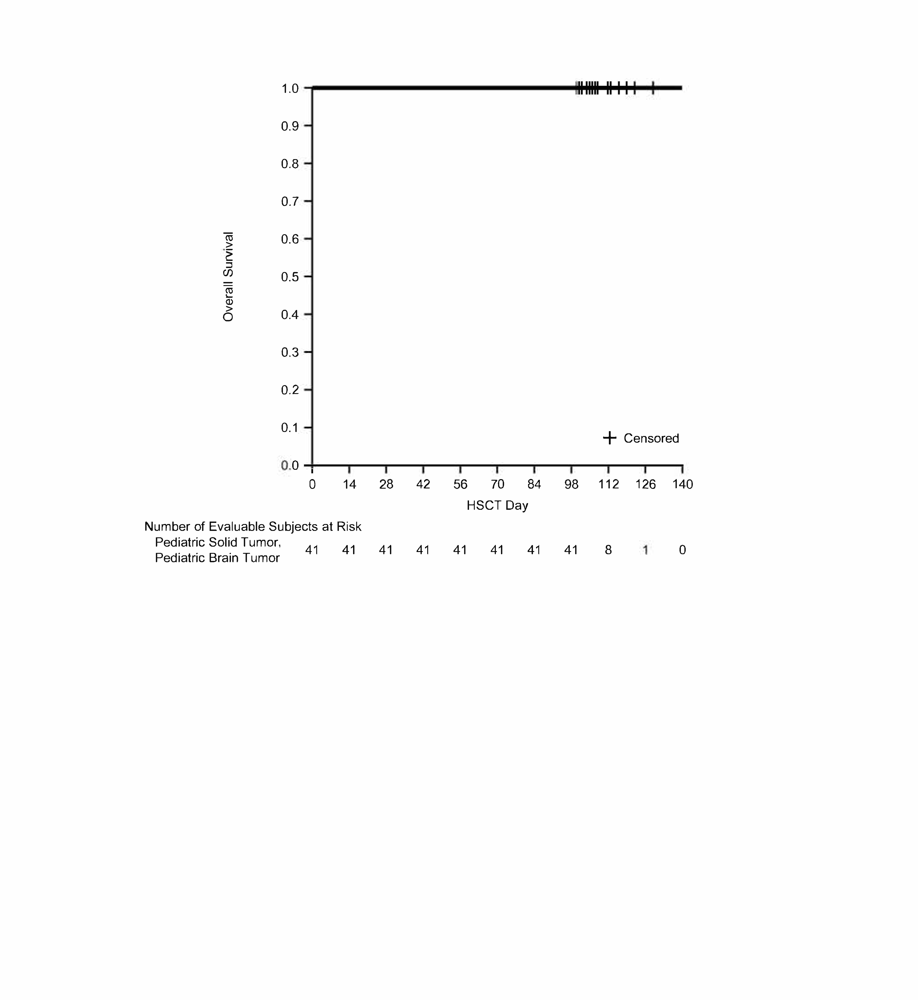 1.0
0.9
0.8
0.7
0.6
0.5
0.4
0.3
0.2
0.1
0.0
Overall Survival
Censored
0 14 28 42 56 70 84 98 112 126 140
HSCT Day
Number of Evaluable Subjects at Risk
Pediatric Solid Tumor,
Pediatric Brain Tumor
41 41 41 41 41 41 41 41 8 1 0